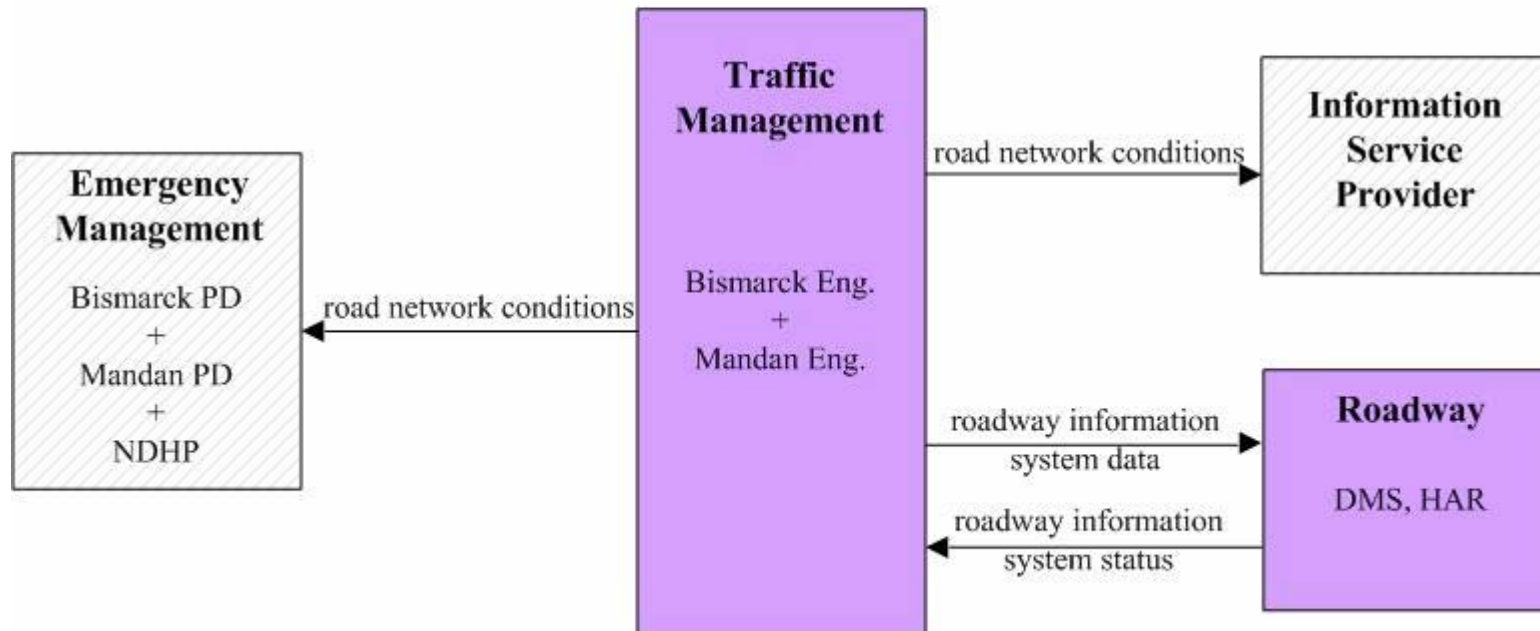 Emergency
Management
Bismarck PD
+
Mandan PD
+
NDHP
road network conditions
Traffic
Management
Bismarck Eng.
+
Mandan Eng.
road network conditions
Information
Service
Provider
roadway information
system data
roadway information
system status
Roadway
DMS, HAR